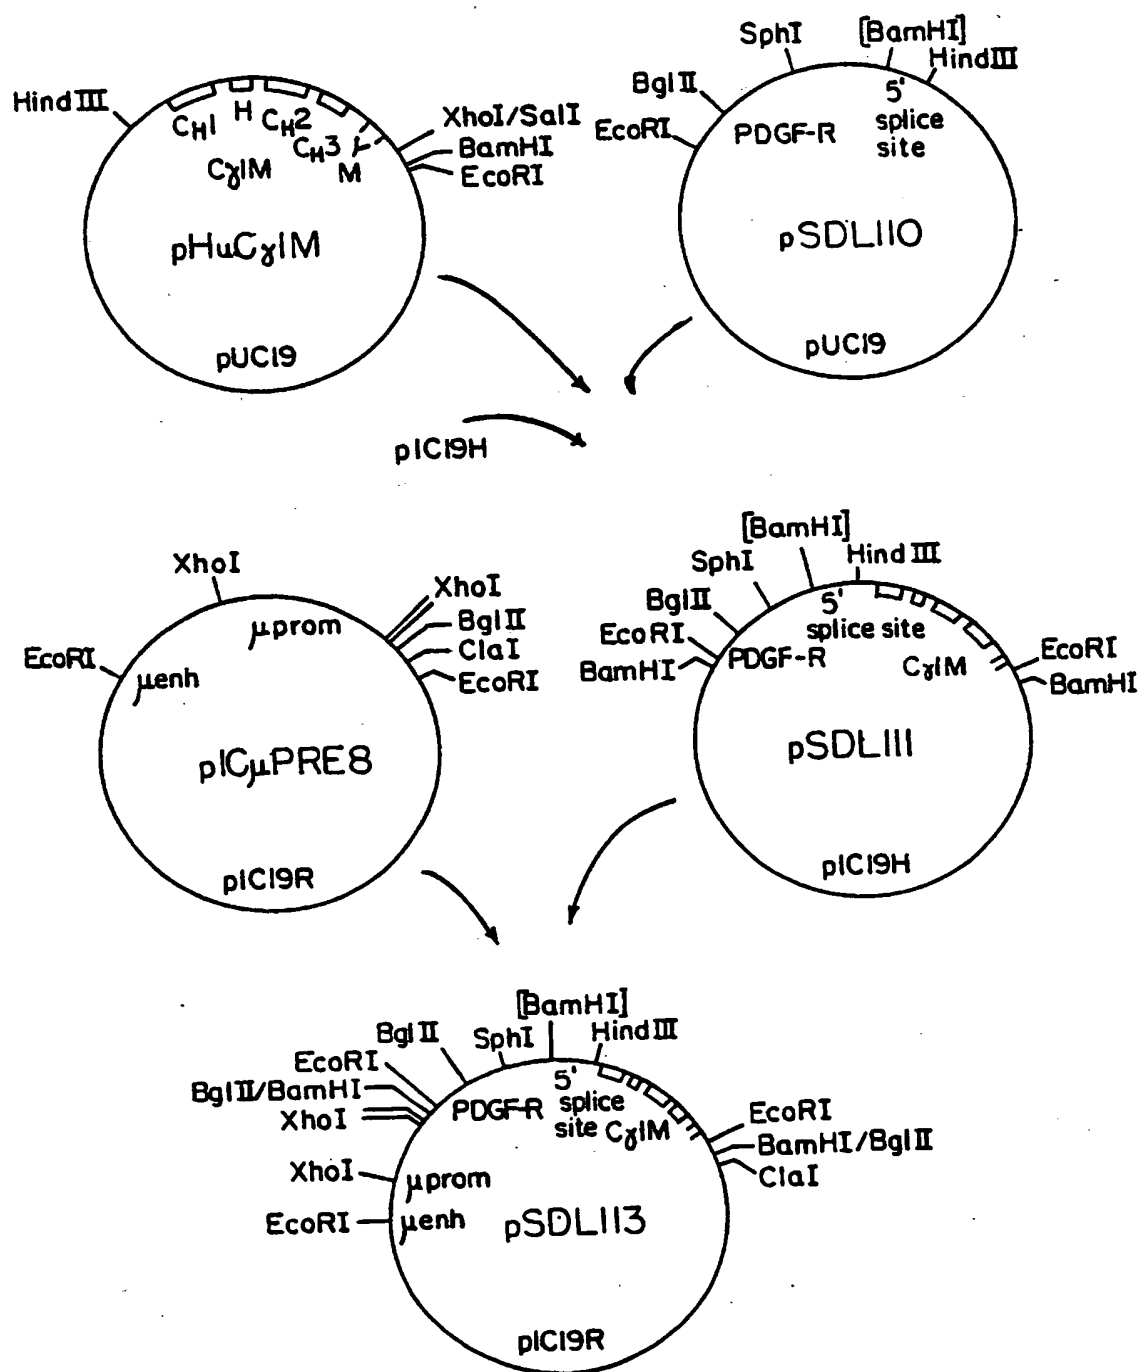 HindIII
CH1
H
CH2
CH3
M
CγIM
XhoI/SalI
BamHI
EcoRI
pHuCγIM
pUC19
SphI
[BamHI]
HindIII
BglII
EcoRI
PDGF-R
5'
splice
site
pSDL110
pUC19
pIC19H
XhoI
μprom
XhoI
BglII
ClaI
EcoRI
EcoRI
μenh
pICμPRE8
pIC19R
[BamHI]
SphI
HindIII
BglII
EcoRI
BamHI
5'
splice site
PDGF-R
CγIM
EcoRI
BamHI
pSDL111
pIC19H
[BamHI]
BglII
SphI
HindIII
EcoRI
BglII/BamHI
XhoI
5'
PDGF-R
splice
site
CγIM
EcoRI
BamHI/BglII
ClaI
XhoI
μprom
EcoRI
μenh
pSDL113
pIC19R